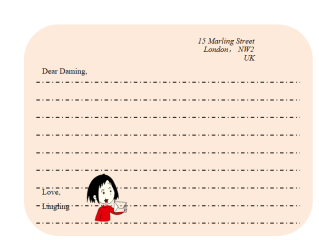 15 Marling Street
London， NW2
UK
Dear Daming,
Love,
Lingling